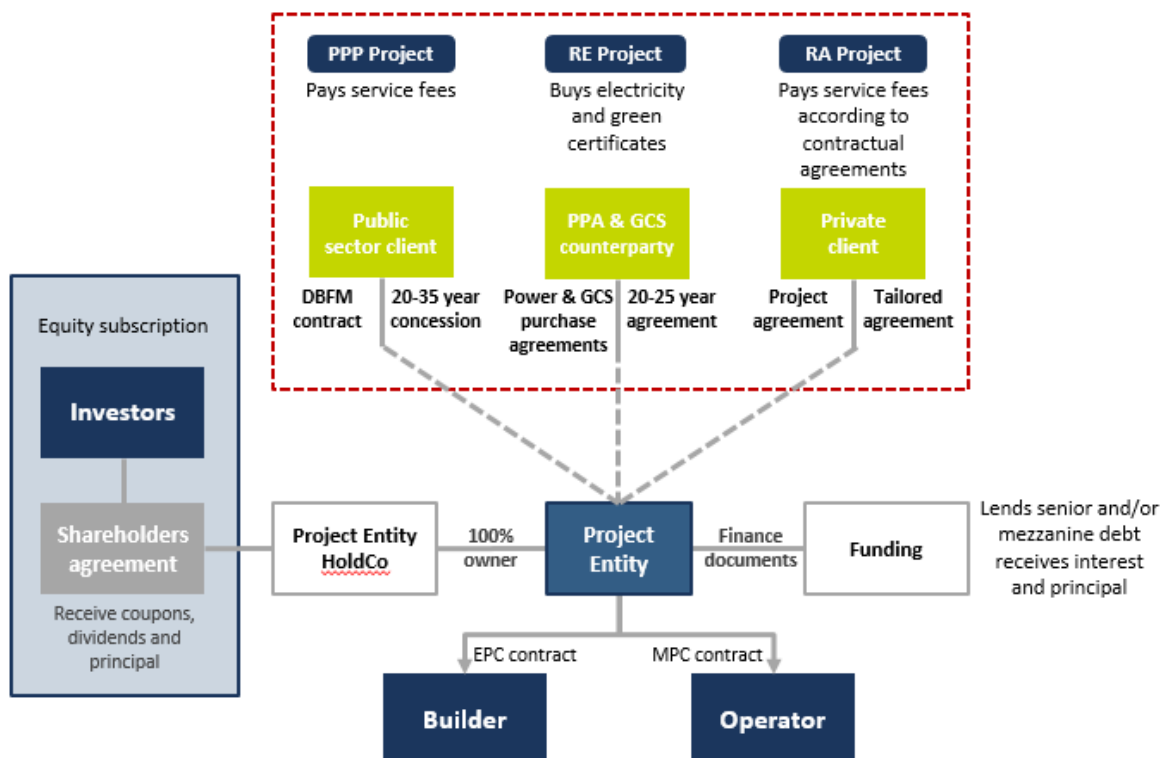 PPP Project
Pays service fees
RE Project
Buys electricity
and green
certificates
RA Project
Pays service fees
according to
contractual
agreements
Public
sector client
PPA & GCS
counterparty
Private
client
DBFM
contract
20-35 year
concession
Power & GCS
purchase
agreements
20-25 year
agreement
Project
agreement
Tailored
agreement
Equity subscription
Investors
Shareholders
agreement
Receive coupons,
dividends and
principal
Project Entity
HoldCo
100%
owner
Project
Entity
Finance
documents
Funding
Lends senior and/or
mezzanine debt
receives interest
and principal
EPC contract
MPC contract
Builder
Operator